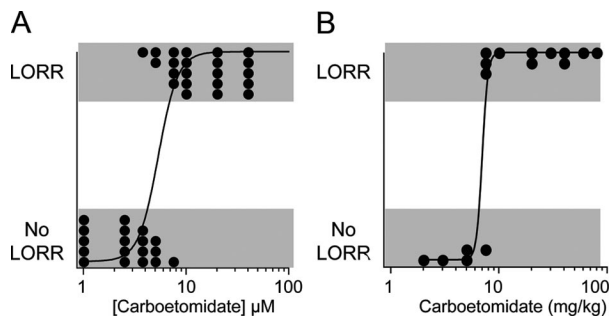 A
LORR
No
LORR
1
10
100
[Carboetomidate] µM
B
LORR
No
LORR
1
10
100
Carboetomidate (mg/kg)